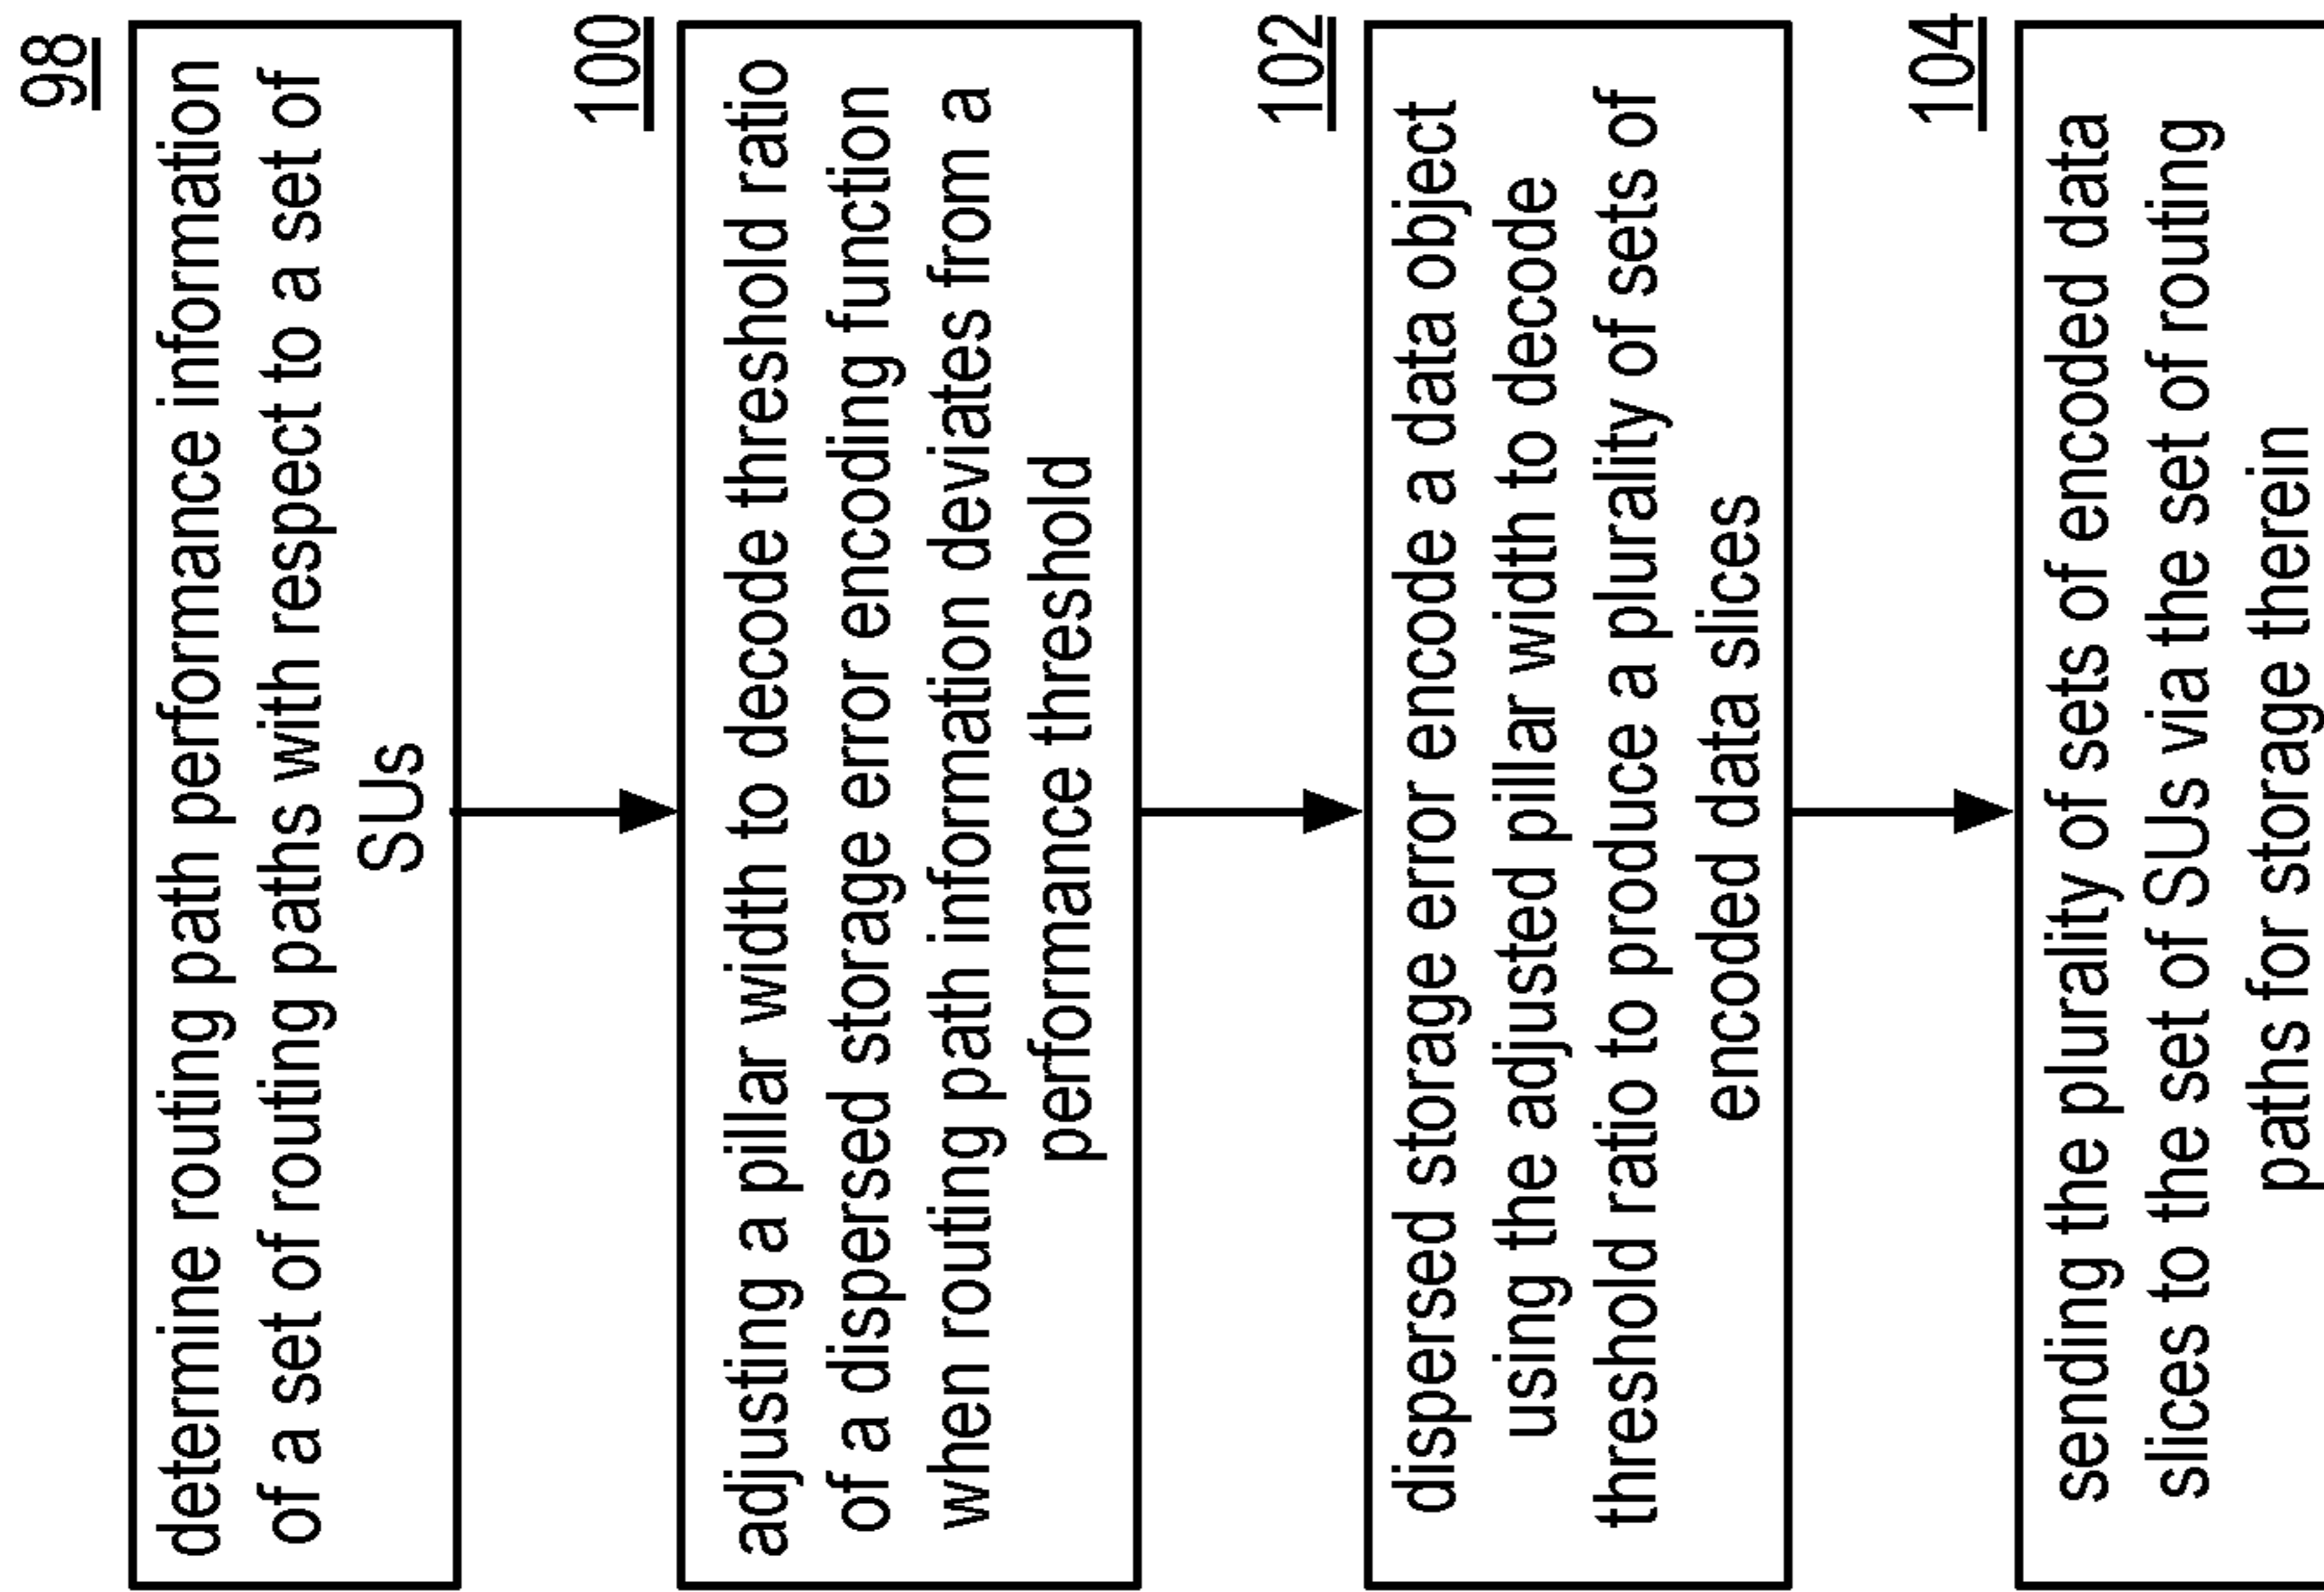 98
determine routing path performance information
of a set of routing paths with respect to a set of
SUs
100
adjusting a pillar width to decode threshold ratio
of a dispersed storage error encoding function
when routing path information deviates from a
performance threshold
102
dispersed storage error encode a data object
using the adjusted pillar width to decode
threshold ratio to produce a plurality of sets of
encoded data slices
104
sending the plurality of sets of encoded data
slices to the set of SUs via the set of routing
paths for storage therein